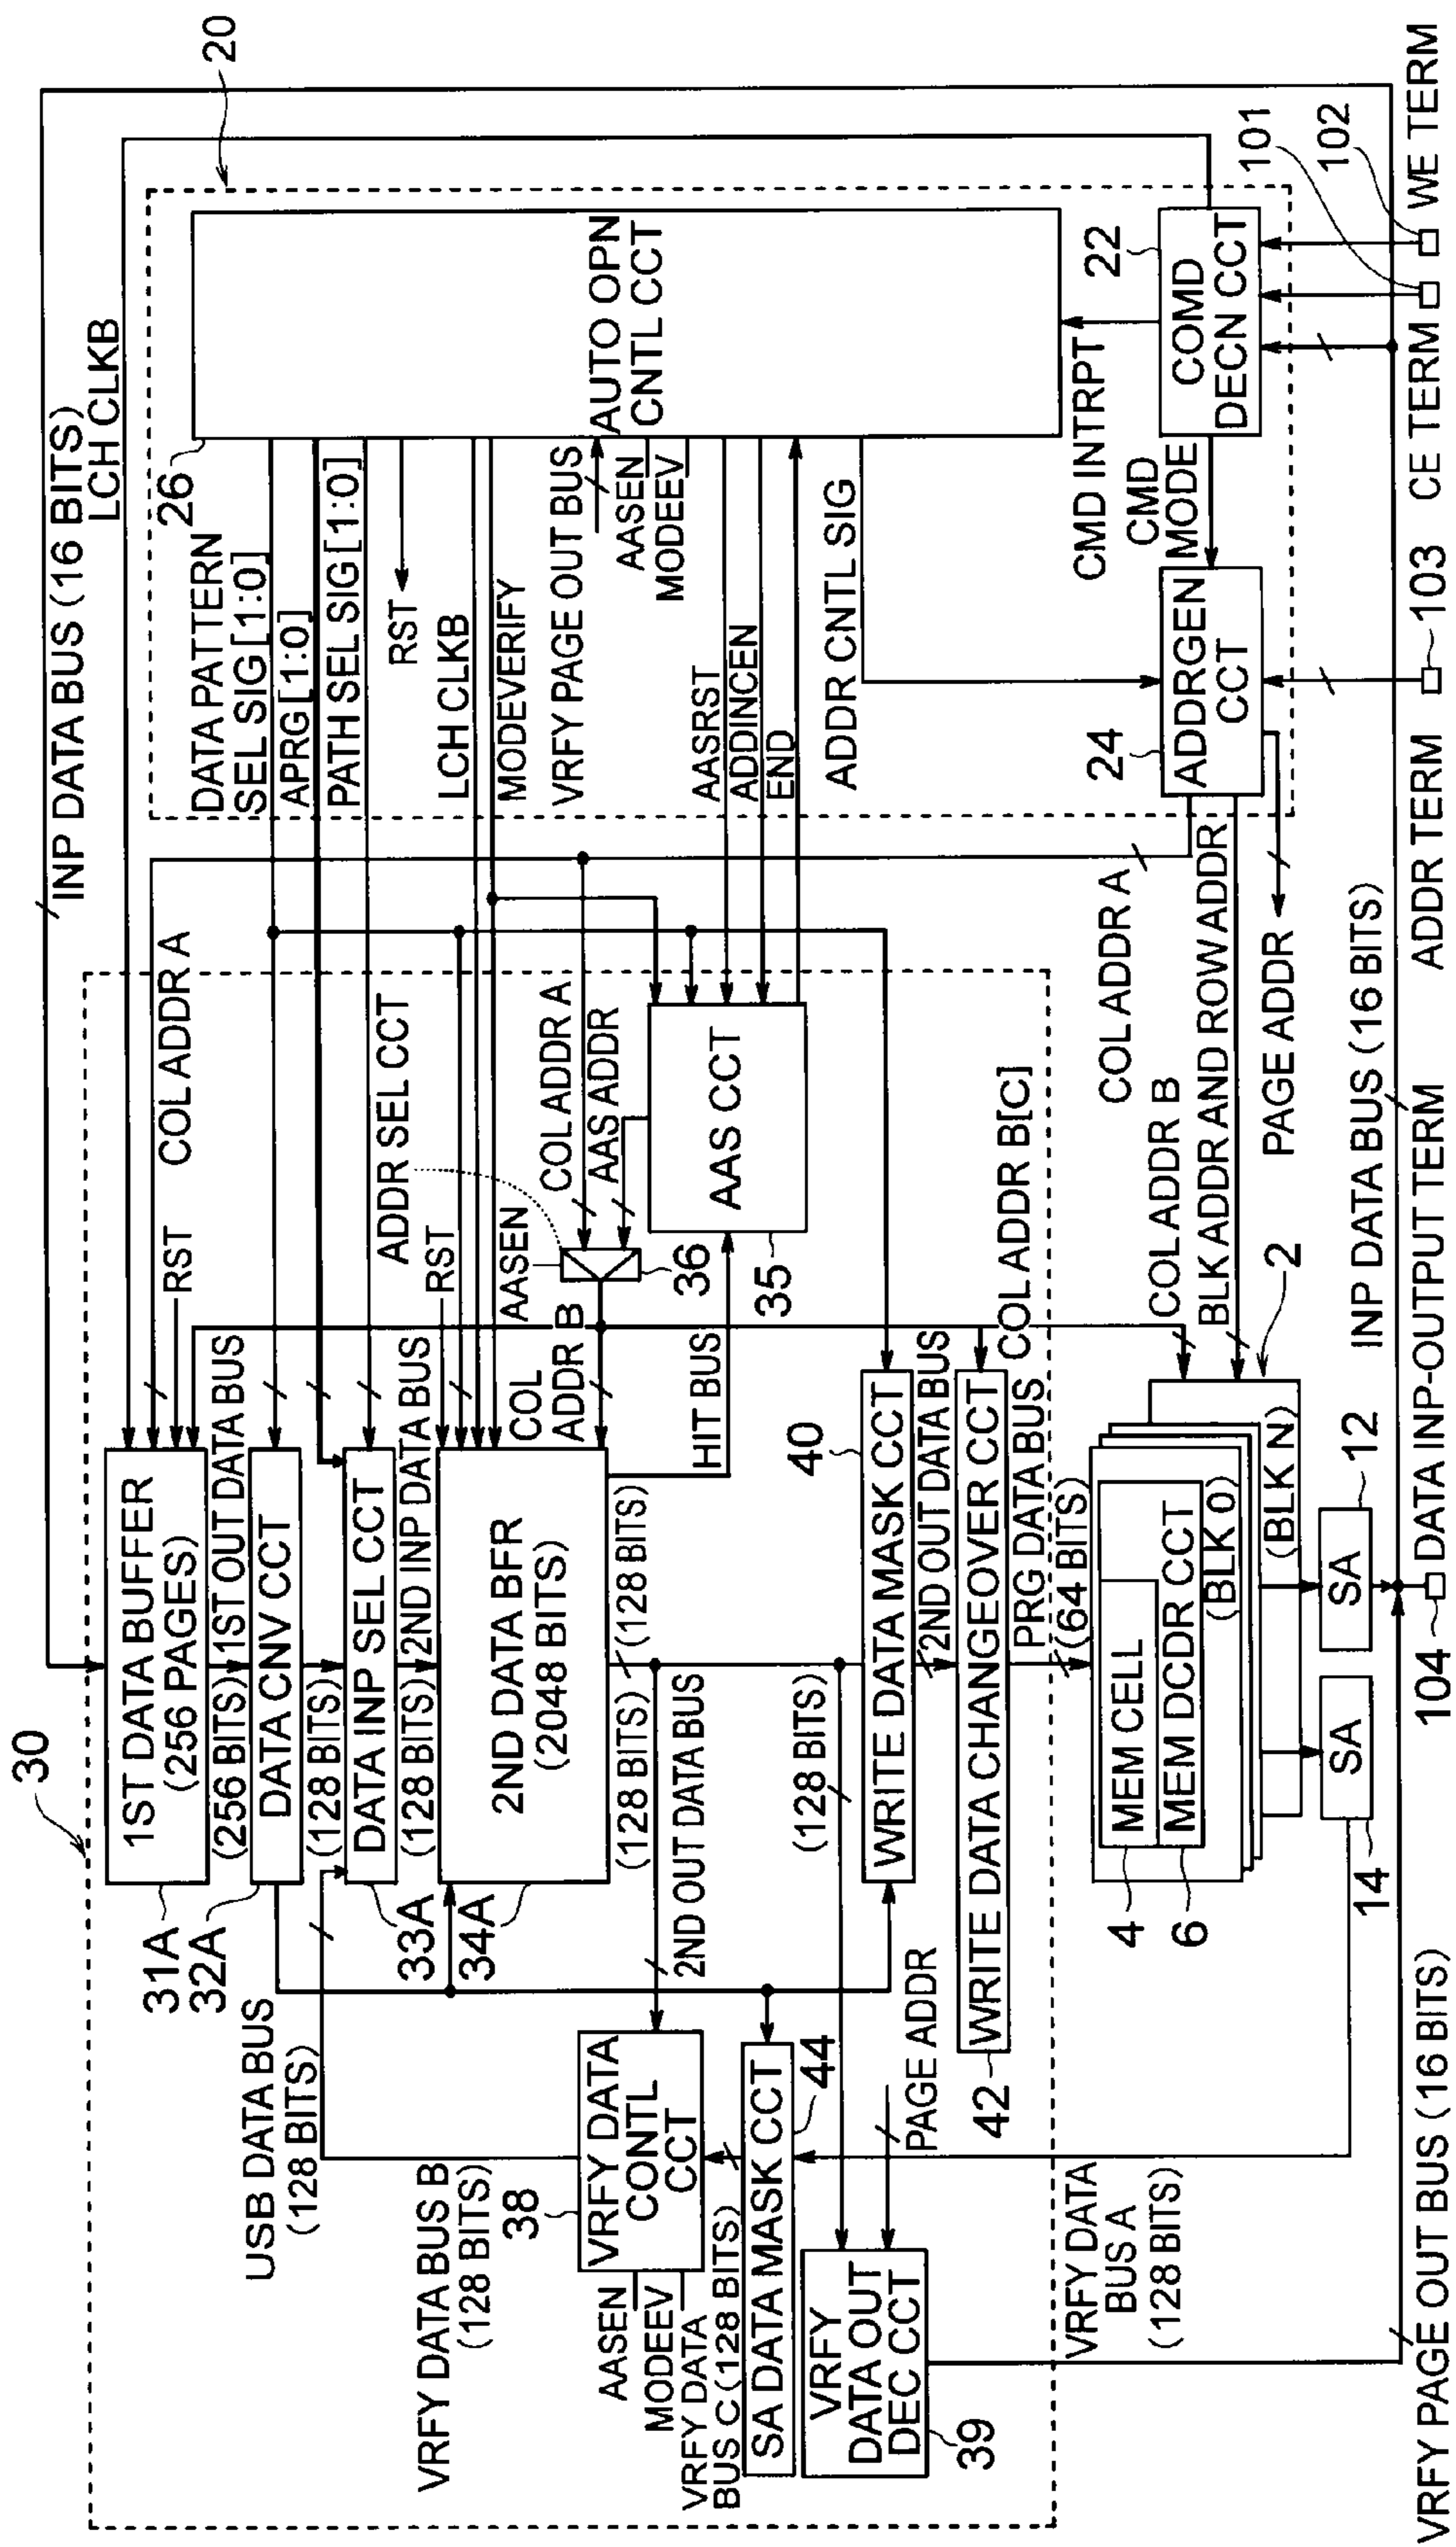 30
20
INP DATA BUS (16 BITS)
LCH CLKB
COL ADDR A
RST
31A
1ST DATA BUFFER
(256 PAGES)
(256 BITS)
1ST OUT DATA BUS
32A
DATA CNV CCT
(128 BITS)
USB DATA BUS
(128 BITS)
33A
DATA INP SEL CCT
(128 BITS)
2ND INP DATA BUS
34A
2ND DATA BFR
(2048 BITS)
RST
AASEN
COL
ADDR B
ADDR SEL CCT
COL ADDR A
AAS ADDR
36
AAS CCT
35
HIT BUS
(128 BITS)
(128 BITS)
2ND OUT DATA BUS
(128 BITS)
26
DATA PATTERN
SEL SIG [1:0]
APRG [1:0]
PATH SEL SIG [1:0]
RST
LCH CLKB
MODEVERIFY
VRFY PAGE OUT BUS
AASEN
MODEEV
AASRST
ADDINCEN
END
ADDR CNTL SIG
AUTO OPN
CNTL CCT
CMD INTRPT
CMD
MODE
22
COMD
DECN CCT
24
ADDRGEN
CCT
COL ADDR A
BLK ADDR AND ROW ADDR
PAGE ADDR
COL ADDR B
COL ADDR B[C]
VRFY DATA BUS B
(128 BITS)
38
VRFY DATA
CONTL
CCT
AASEN
MODEEV
VRFY DATA
BUS C (128 BITS)
44
SA DATA MASK CCT
VRFY
DATA OUT
DEC CCT
39
PAGE ADDR
40
WRITE DATA MASK CCT
2ND OUT DATA BUS
42
WRITE DATA CHANGEOVER CCT
PRG DATA BUS
(64 BITS)
VRFY DATA
BUS A
(128 BITS)
2
MEM CELL
4
MEM DCDR CCT
6
(BLK 0)
(BLK N)
SA
12
SA
14
VRFY PAGE OUT BUS (16 BITS)
104
DATA INP-OUTPUT TERM
INP DATA BUS (16 BITS)
ADDR TERM
103
CE TERM
101
102
WE TERM